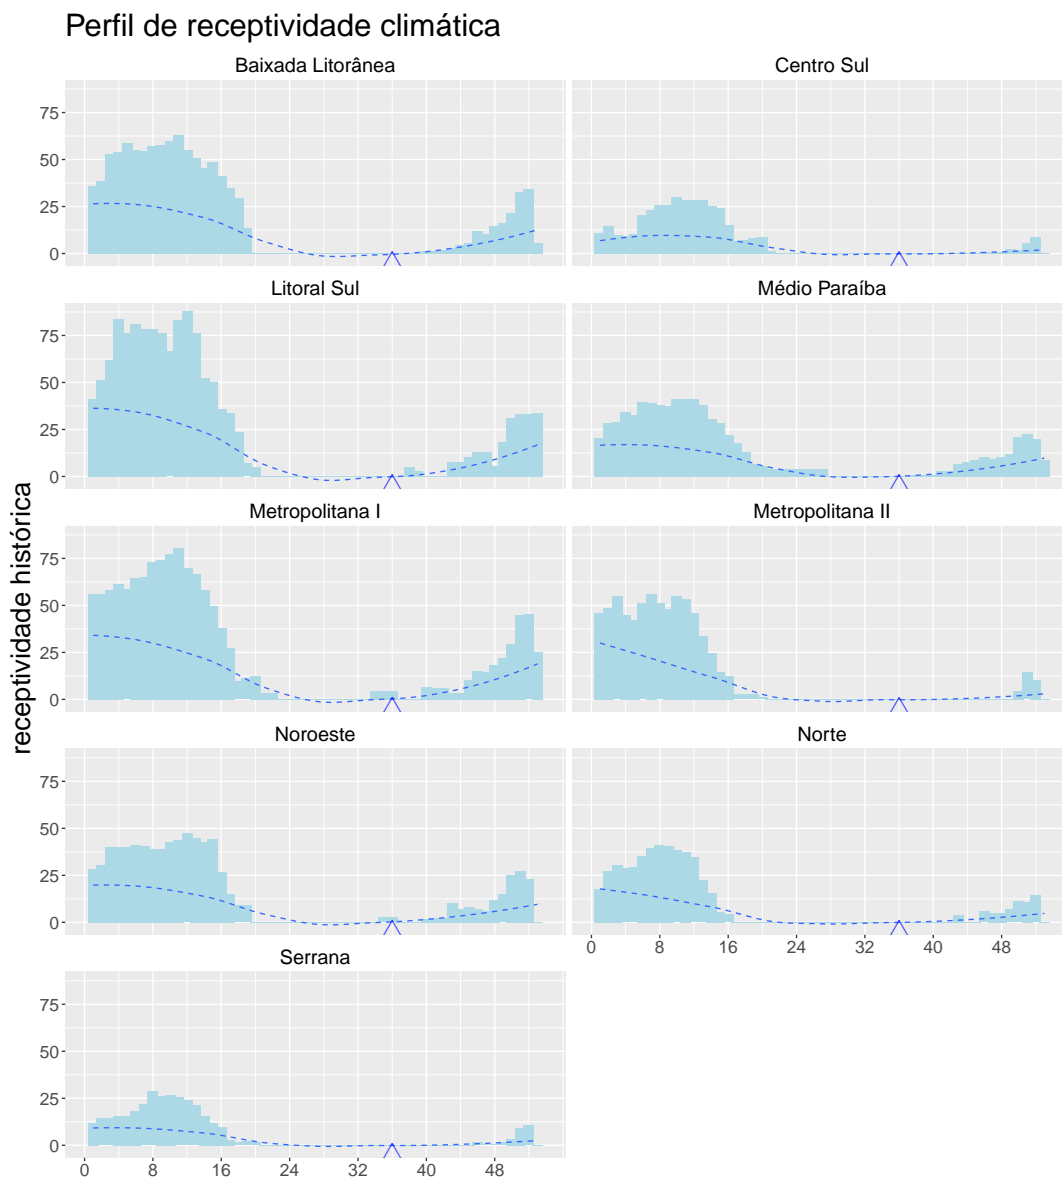 Perfil de receptividade climática
Baixada Litorânea
Centro Sul
75
50
25
0
Litoral Sul
Médio Paraíba
75
50
25
0
receptividade histórica
Metropolitana I
Metropolitana II
75
50
25
0
Noroeste
Norte
75
50
25
0
0 8 16 24 32 40 48
Serrana
75
50
25
0
0 8 16 24 32 40 48